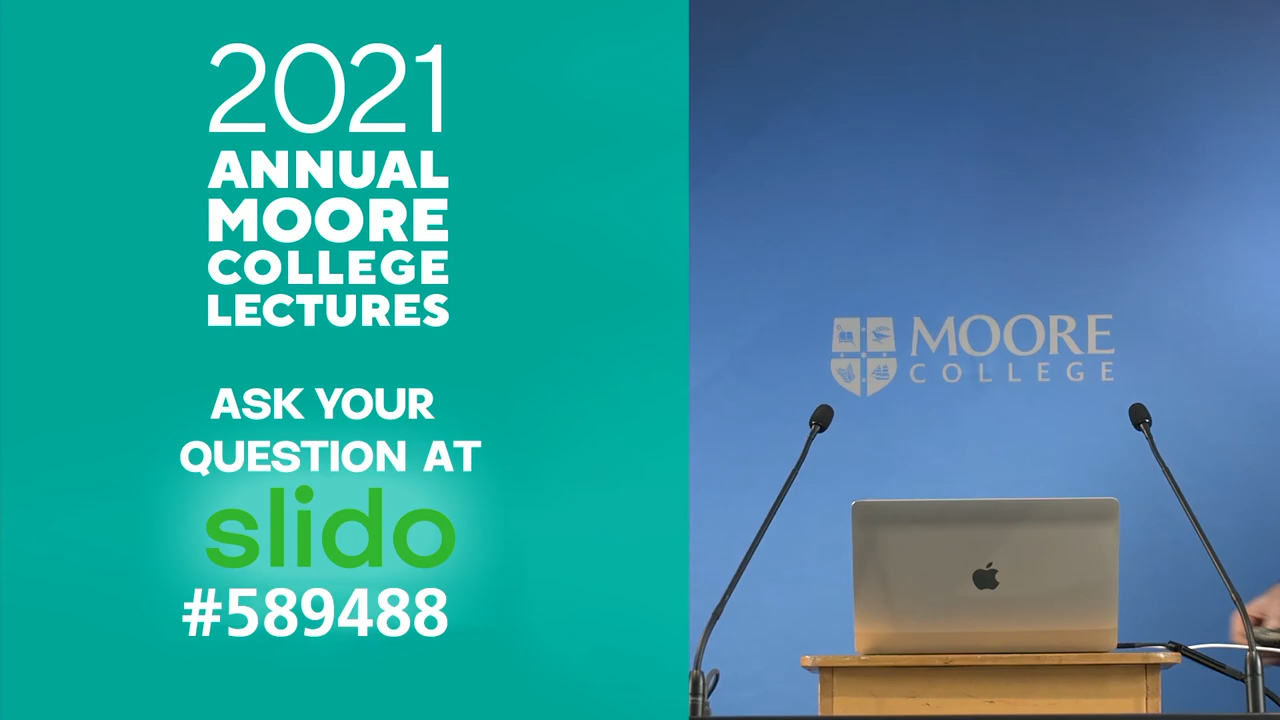 2021
ANNUAL
MOORE
COLLEGE
LECTURES
ASK YOUR
QUESTION AT
slido
#589488
MOORE
COLLEGE